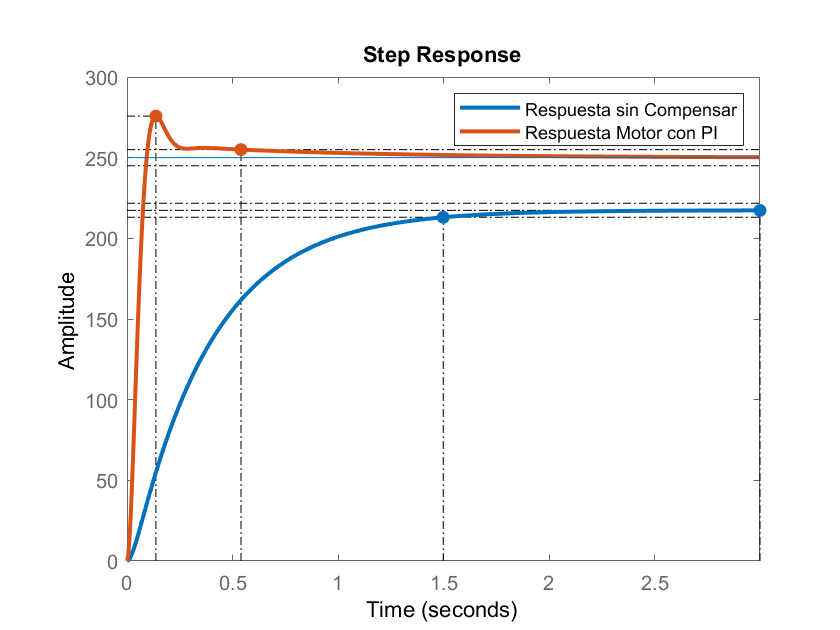 Step Response
300
250
200
150
100
50
0
Amplitude
Respuesta sin Compensar
Respuesta Motor con PI
0 0.5 1 1.5 2 2.5
Time (seconds)